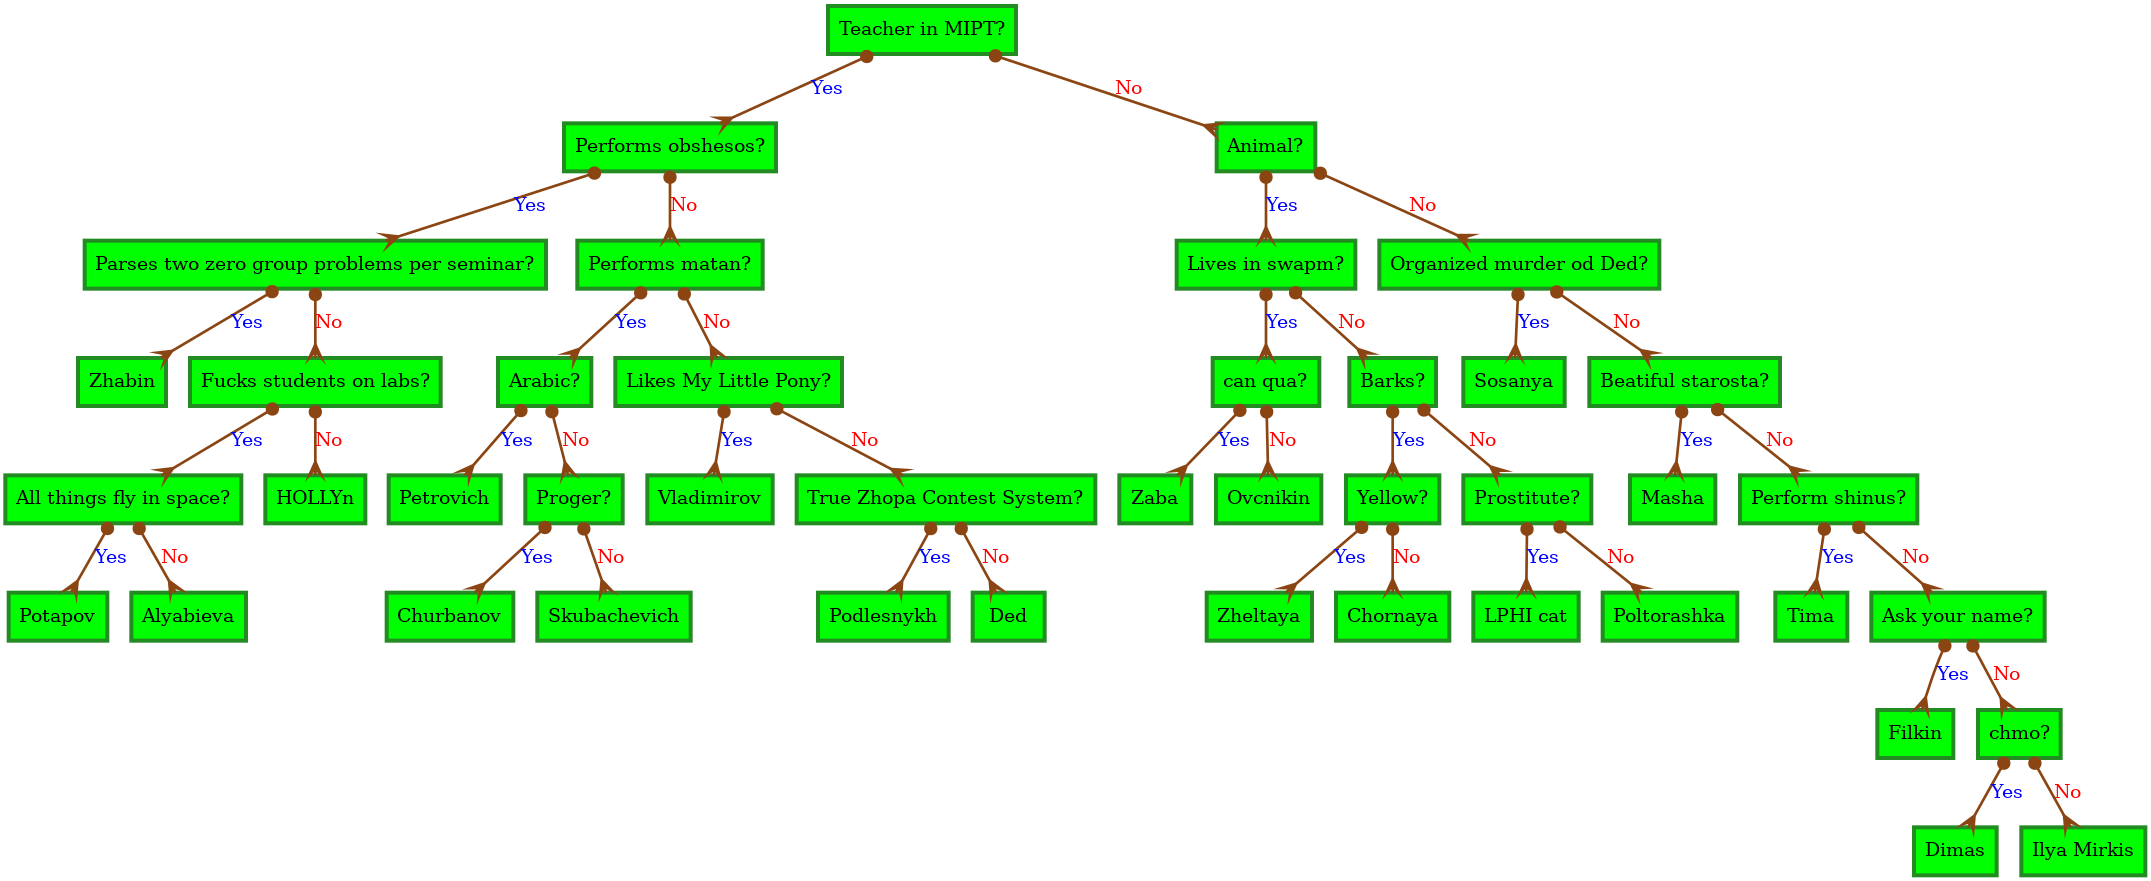 Teacher in MIPT?
Yes
No
Performs obshesos?
Animal?
Yes
No
Yes
No
Parses two zero group problems per seminar?
Performs matan?
Lives in swapm?
Organized murder od Ded?
Yes
No
Yes
No
Yes
No
Yes
No
Zhabin
Fucks students on labs?
Arabic?
Likes My Little Pony?
can qua?
Barks?
Sosanya
Beatiful starosta?
Yes
No
Yes
No
Yes
No
Yes
No
Yes
No
Yes
No
All things fly in space?
HOLLYn
Petrovich
Proger?
Vladimirov
True Zhopa Contest System?
Zaba
Ovcnikin
Yellow?
Prostitute?
Masha
Perform shinus?
Yes
No
Yes
No
Yes
No
Yes
No
Yes
No
Yes
No
Potapov
Alyabieva
Churbanov
Skubachevich
Podlesnykh
Ded
Zheltaya
Chornaya
LPHI cat
Poltorashka
Tima
Ask your name?
Yes
No
Filkin
chmo?
Yes
No
Dimas
Ilya Mirkis